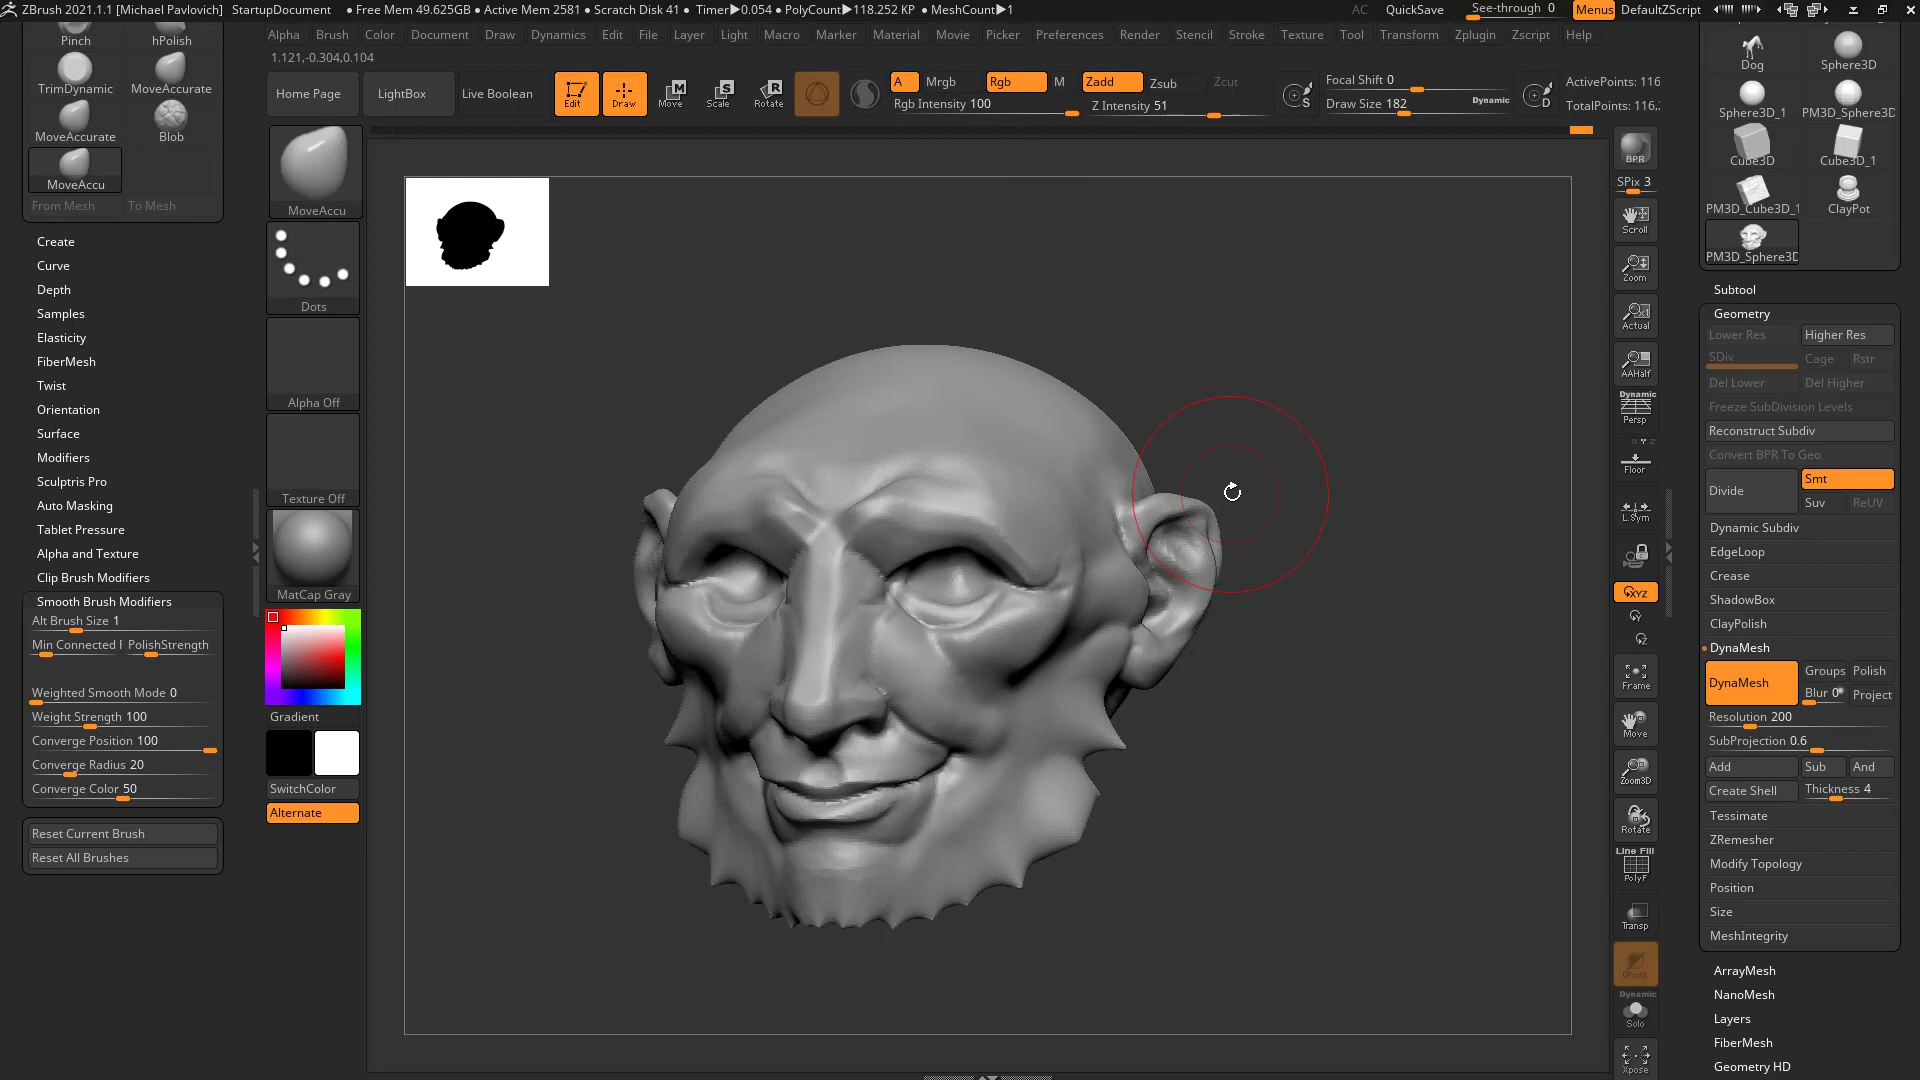 ZBrush 2021.1.1 [Michael Pavlovich] StartupDocument • Free Mem 49.625GB • Active Mem 2581 • Scratch Disk 41 • Timer▶0.054 • PolyCount▶118.252 KP • MeshCount▶1
AC QuickSave See-through 0 Menus DefaultZScript
Alpha Brush Color Document Draw Dynamics Edit File Layer Light Macro Marker Material Movie Picker Preferences Render Stencil Stroke Texture Tool Transform Zplugin Zscript Help
1.121,-0.304,0.104
Home Page LightBox Live Boolean
Edit Draw Move Scale Rotate
A Mrgb Rgb M Zadd Zsub Zcut
Rgb Intensity 100 Z Intensity 51
Focal Shift 0
Draw Size 182 Dynamic
S D
ActivePoints: 116
TotalPoints: 116,
Pinch hPolish
TrimDynamic MoveAccurate
MoveAccurate Blob
MoveAccu
From Mesh To Mesh
Create
Curve
Depth
Samples
Elasticity
FiberMesh
Twist
Orientation
Surface
Modifiers
Sculptris Pro
Auto Masking
Tablet Pressure
Alpha and Texture
Clip Brush Modifiers
Smooth Brush Modifiers
Alt Brush Size 1
Min Connected PolishStrength
Weighted Smooth Mode 0
Weight Strength 100
Converge Position 100
Converge Radius 20
Converge Color 50
Reset Current Brush
Reset All Brushes
MoveAccu
Dots
Alpha Off
Texture Off
MatCap Gray
Gradient
SwitchColor
Alternate
BPR
SPix 3
Scroll
Zoom
Actual
AAHalf
Dynamic
Persp
Floor
L.Sym
XYZ
Frame
Move
Zoom3D
Rotate
Line Fill
PolyF
Transp
Ghost
Dynamic
Solo
Xpose
Dog Sphere3D
Sphere3D_1 PM3D_Sphere3D
Cube3D Cube3D_1
PM3D_Cube3D_1 ClayPot
PM3D_Sphere3D
Subtool
Geometry
Lower Res Higher Res
SDiv Cage Rstr
Del Lower Del Higher
Freeze SubDivision Levels
Reconstruct Subdiv
Convert BPR To Geo
Divide Smt
Suv ReUV
Dynamic Subdiv
EdgeLoop
Crease
ShadowBox
ClayPolish
DynaMesh
DynaMesh Groups Polish
Blur 0 Project
Resolution 200
SubProjection 0.6
Add Sub And
Create Shell Thickness 4
Tessimate
ZRemesher
Modify Topology
Position
Size
MeshIntegrity
ArrayMesh
NanoMesh
Layers
FiberMesh
Geometry HD